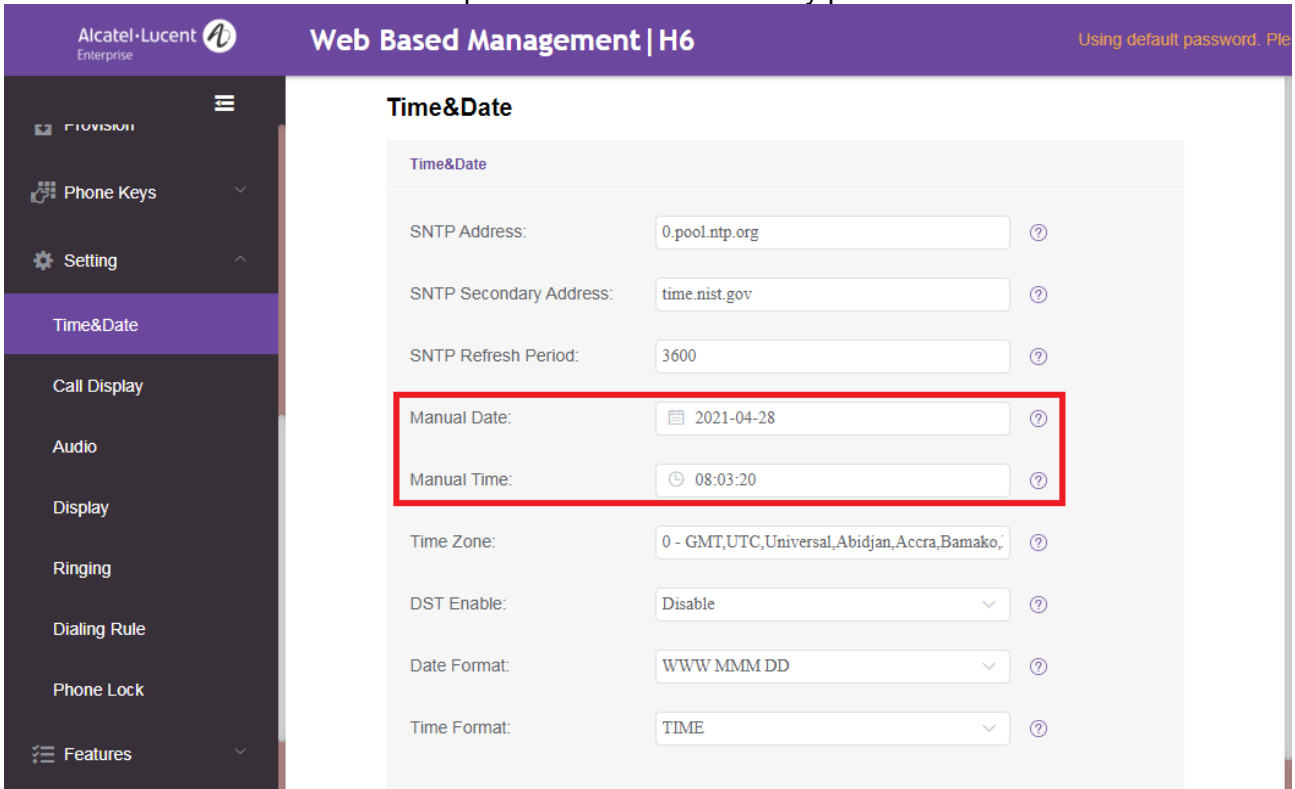 Alcatel·Lucent
Enterprise
Web Based Management|H6
Using default password. Ple
Provision
Phone Keys
Setting
Time&Date
Call Display
Audio
Display
Ringing
Dialing Rule
Phone Lock
Features
Time&Date
Time&Date
SNTP Address: 0.pool.ntp.org
SNTP Secondary Address: time.nist.gov
SNTP Refresh Period: 3600
Manual Date: 2021-04-28
Manual Time: 08:03:20
Time Zone: 0 - GMT,UTC,Universal,Abidjan,Accra,Bamako,
DST Enable: Disable
Date Format: WWW MMM DD
Time Format: TIME